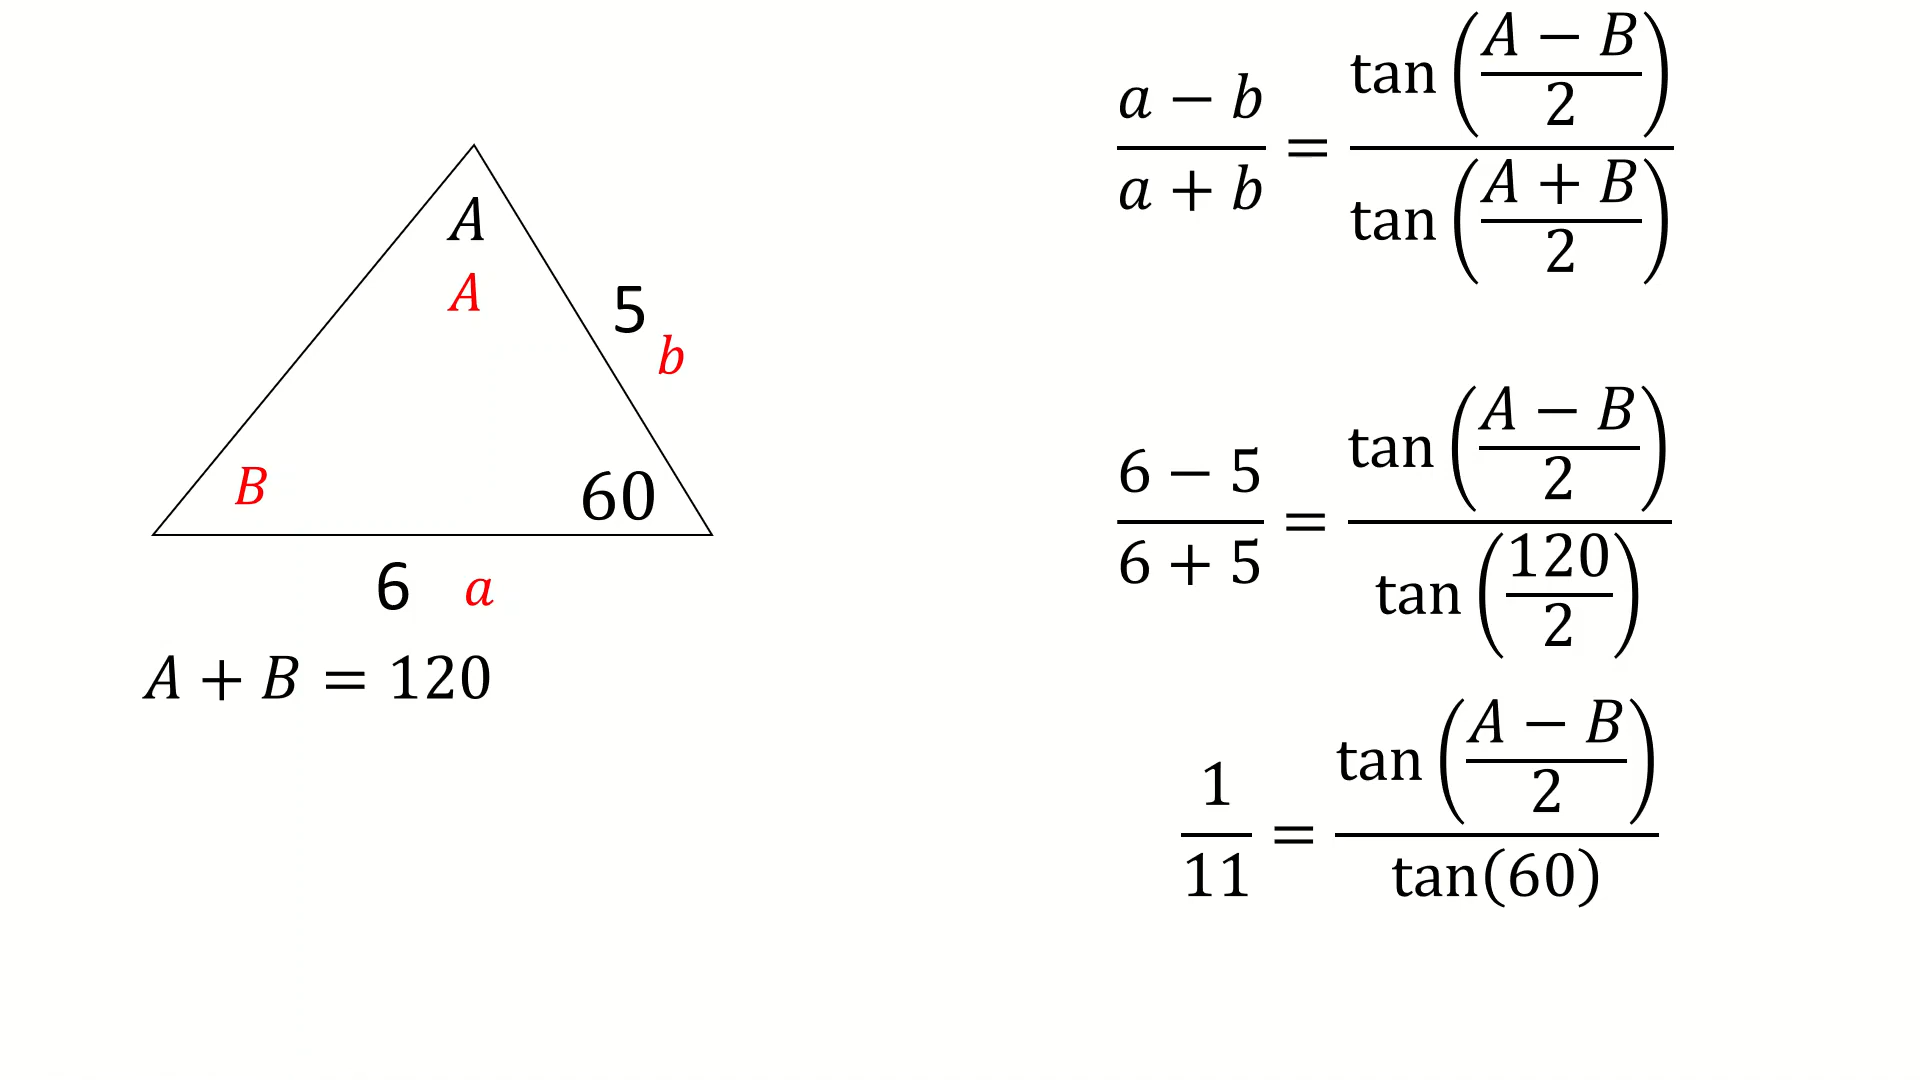 A
A
5
b
B
60
6 a
A + B = 120
(a − b)/(a + b) = tan((A − B)/2)/tan((A + B)/2)
(6 − 5)/(6 + 5) = tan((A − B)/2)/tan(120/2)
1/11 = tan((A − B)/2)/tan(60)